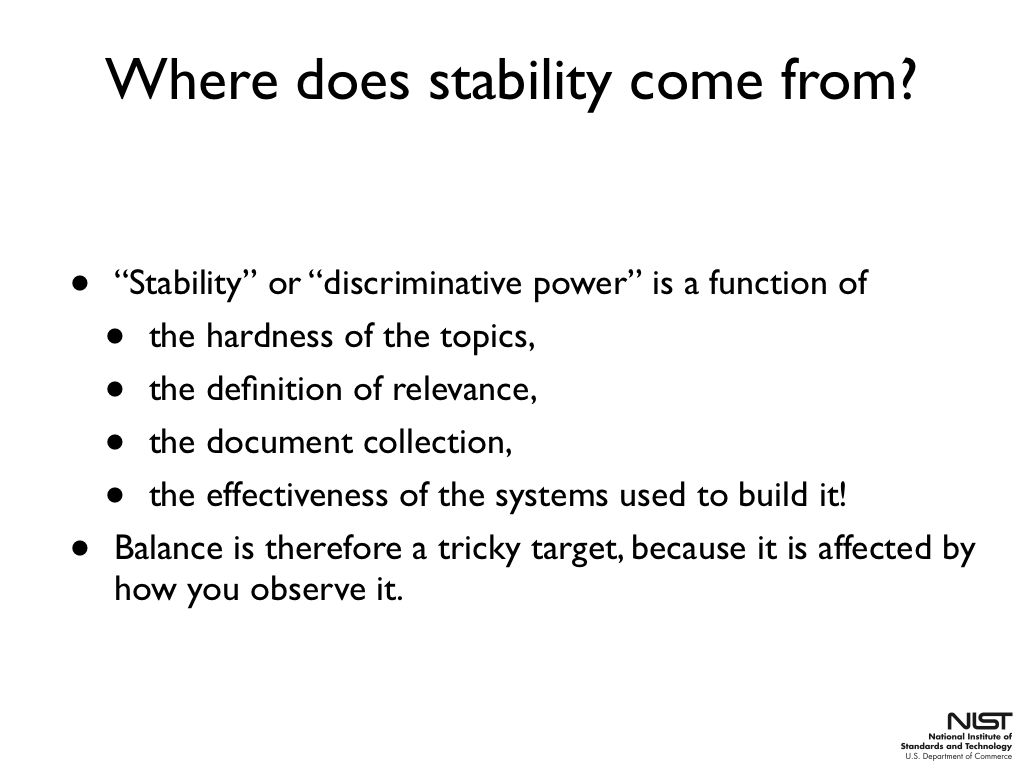 Where does stability come from?
• “Stability” or “discriminative power” is a function of
• the hardness of the topics,
• the definition of relevance,
• the document collection,
• the effectiveness of the systems used to build it!
• Balance is therefore a tricky target, because it is affected by
how you observe it.
NIST
National Institute of
Standards and Technology
U.S. Department of Commerce